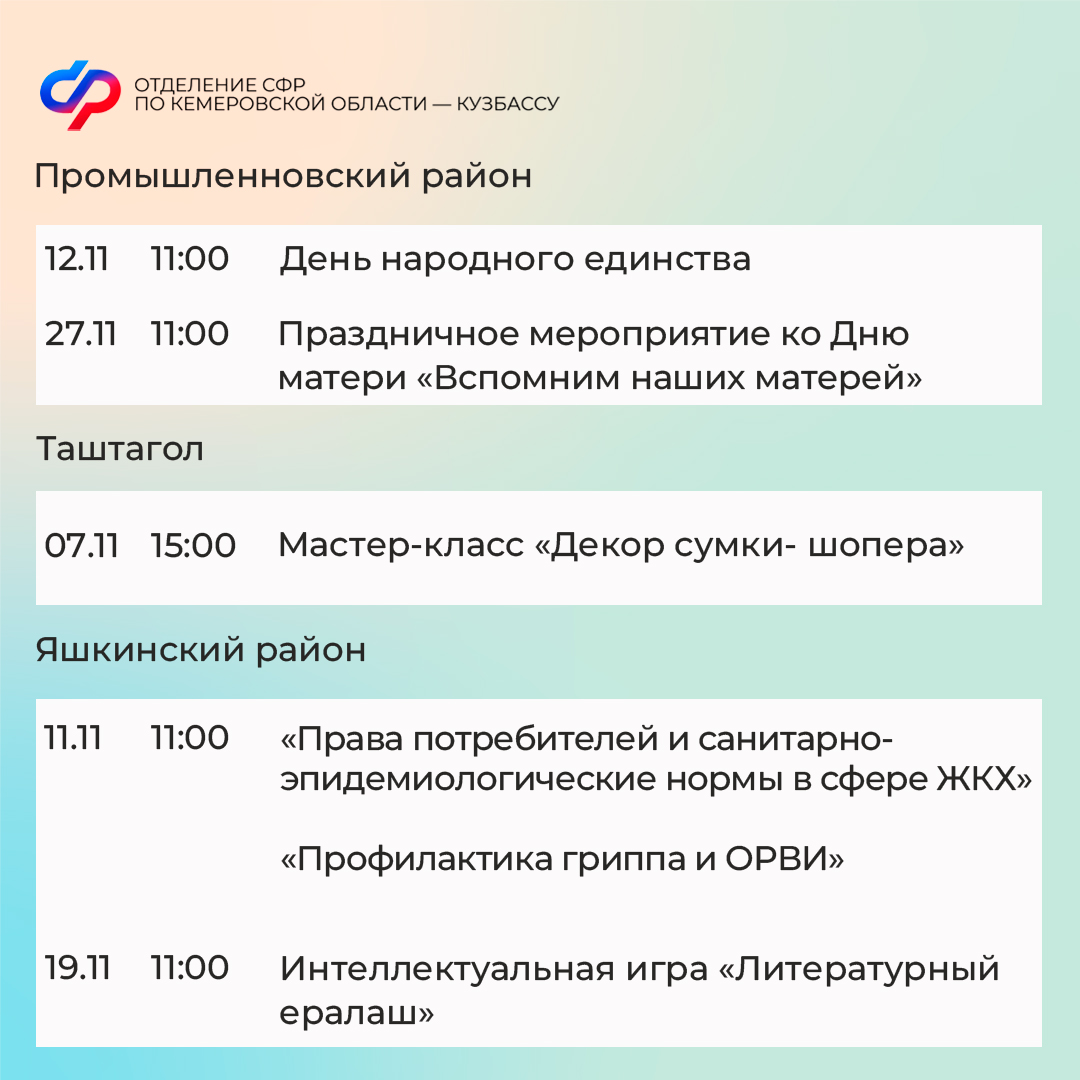 ОТДЕЛЕНИЕ СФР
ПО КЕМЕРОВСКОЙ ОБЛАСТИ — КУЗБАССУ
Промышленновский район
12.11 11:00 День народного единства
27.11 11:00 Праздничное мероприятие ко Дню
матери «Вспомним наших матерей»
Таштагол
07.11 15:00 Мастер-класс «Декор сумки- шопера»
Яшкинский район
11.11 11:00 «Права потребителей и санитарно-
эпидемиологические нормы в сфере ЖКХ»
«Профилактика гриппа и ОРВИ»
19.11 11:00 Интеллектуальная игра «Литературный
ералаш»